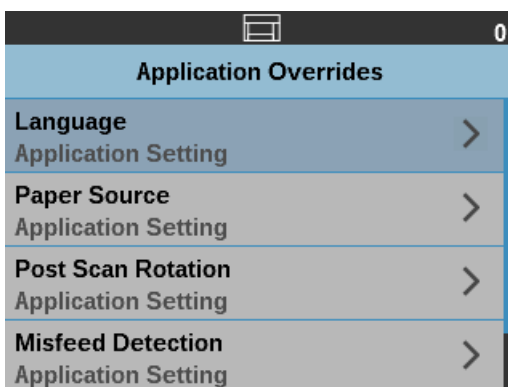 0
Application Overrides
Language
Application Setting
Paper Source
Application Setting
Post Scan Rotation
Application Setting
Misfeed Detection
Application Setting